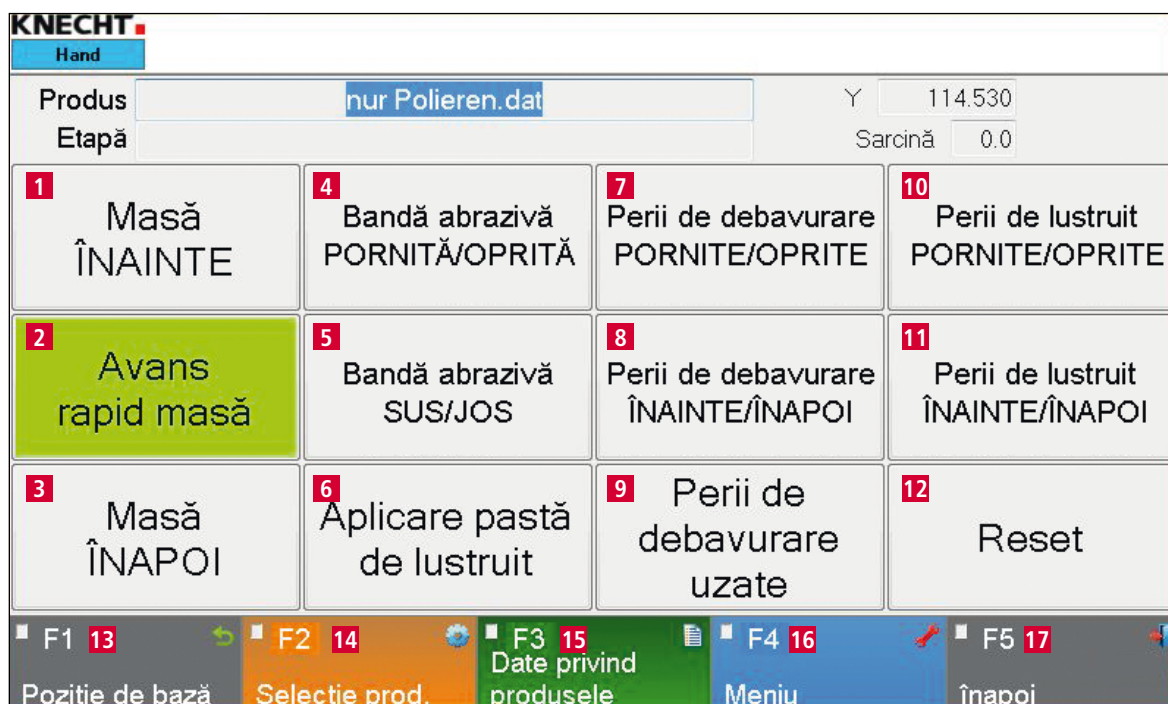 KNECHT
Hand
Produs nur Polieren.dat Y 114.530
Etapă Sarcină 0.0
1 Masă
ÎNAINTE
4 Bandă abrazivă
PORNITĂ/OPRITĂ
7 Perii de debavurare
PORNITE/OPRITE
10 Perii de lustruit
PORNITE/OPRITE
2 Avans
rapid masă
5 Bandă abrazivă
SUS/JOS
8 Perii de debavurare
ÎNAINTE/ÎNAPOI
11 Perii de lustruit
ÎNAINTE/ÎNAPOI
3 Masă
ÎNAPOI
6 Aplicare pastă
de lustruit
9 Perii de
debavurare
uzate
12 Reset
F1 13
Poziție de bază
F2 14
Selecție prod.
F3 15
Date privind
produsele
F4 16
Meniu
F5 17
înapoi